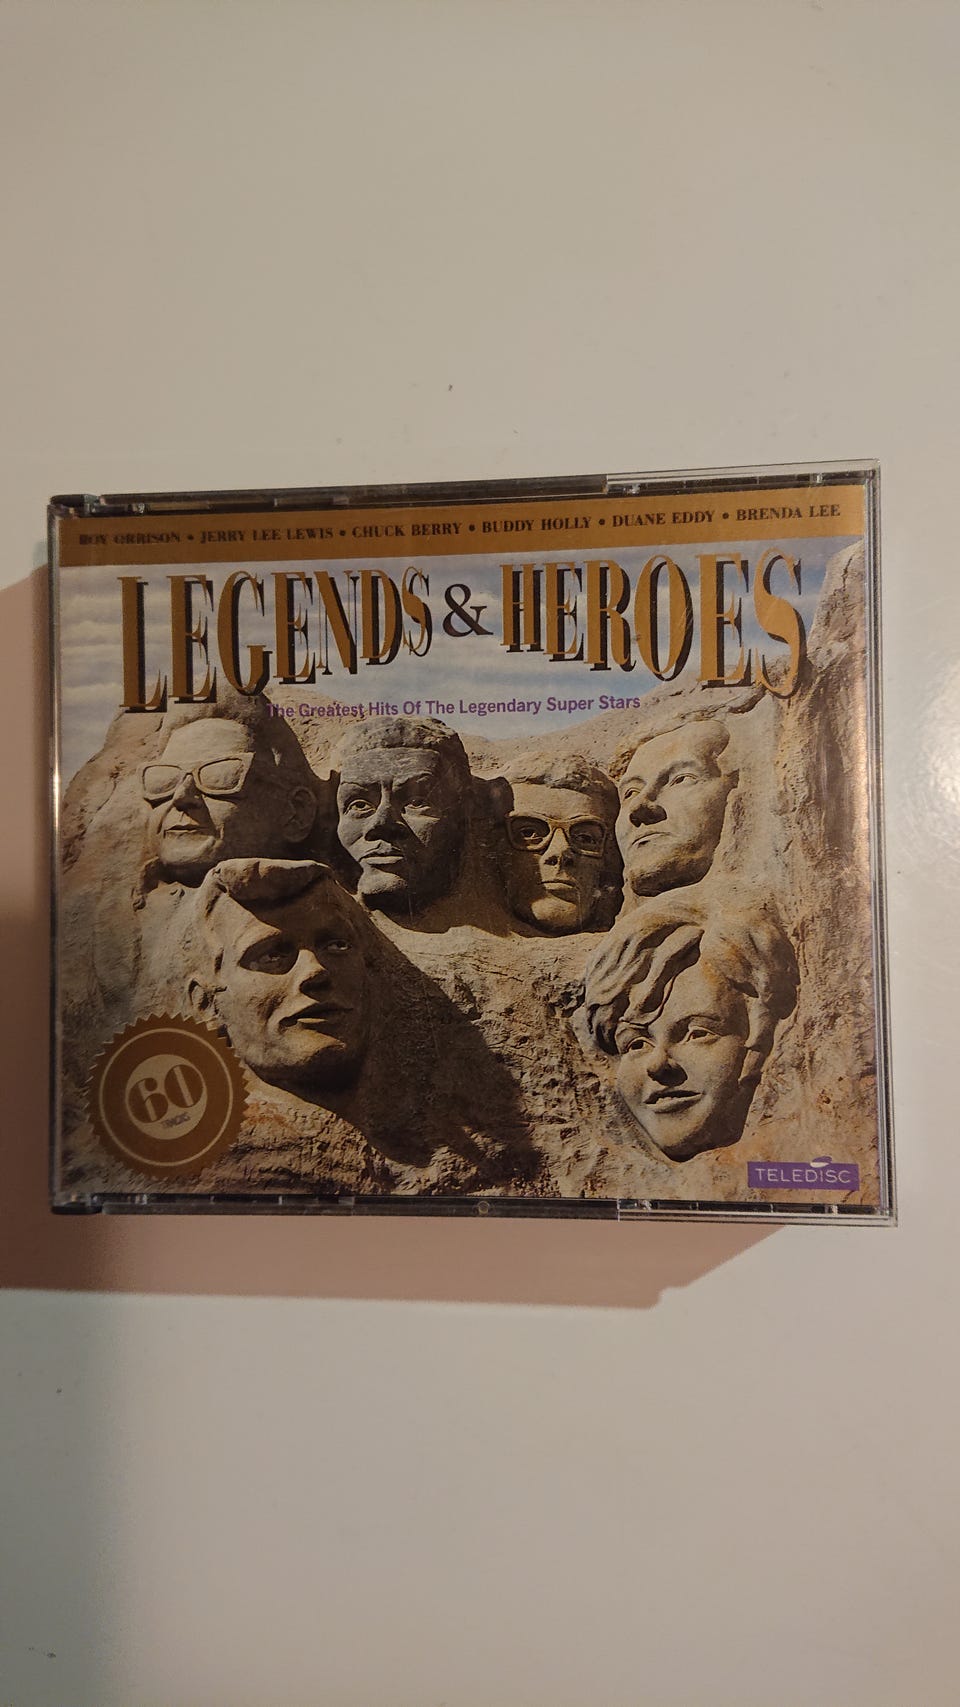 ROY ORBISON • JERRY LEE LEWIS • CHUCK BERRY • BUDDY HOLLY • DUANE EDDY • BRENDA LEE
LEGENDS & HEROES
The Greatest Hits Of The Legendary Super Stars
60
TRACKS
TELEDISC